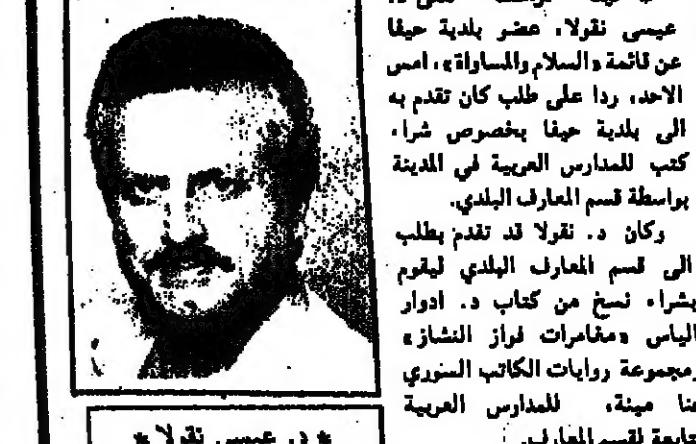 عيسى نقولا، عضو بلدية حيفا
عن قائمة «السلام والمساواة»، امس
الاحد، ردا على طلب كان تقدم به
الى بلدية حيفا بخصوص شراء
كتب للمدارس العربية في المدينة
بواسطة قسم المعارف البلدي.
وكان د. نقولا قد تقدم بطلب
الى قسم المعارف البلدي ليقوم
بشراء نسخ من كتاب د. ادوار
الياس «مغامرات فواز النشاز»
ومجموعة روايات الكاتب السوري
حنا مينة، للمدارس العربية
التابعة لقسم المعارف.
* د. عيسى نقولا *